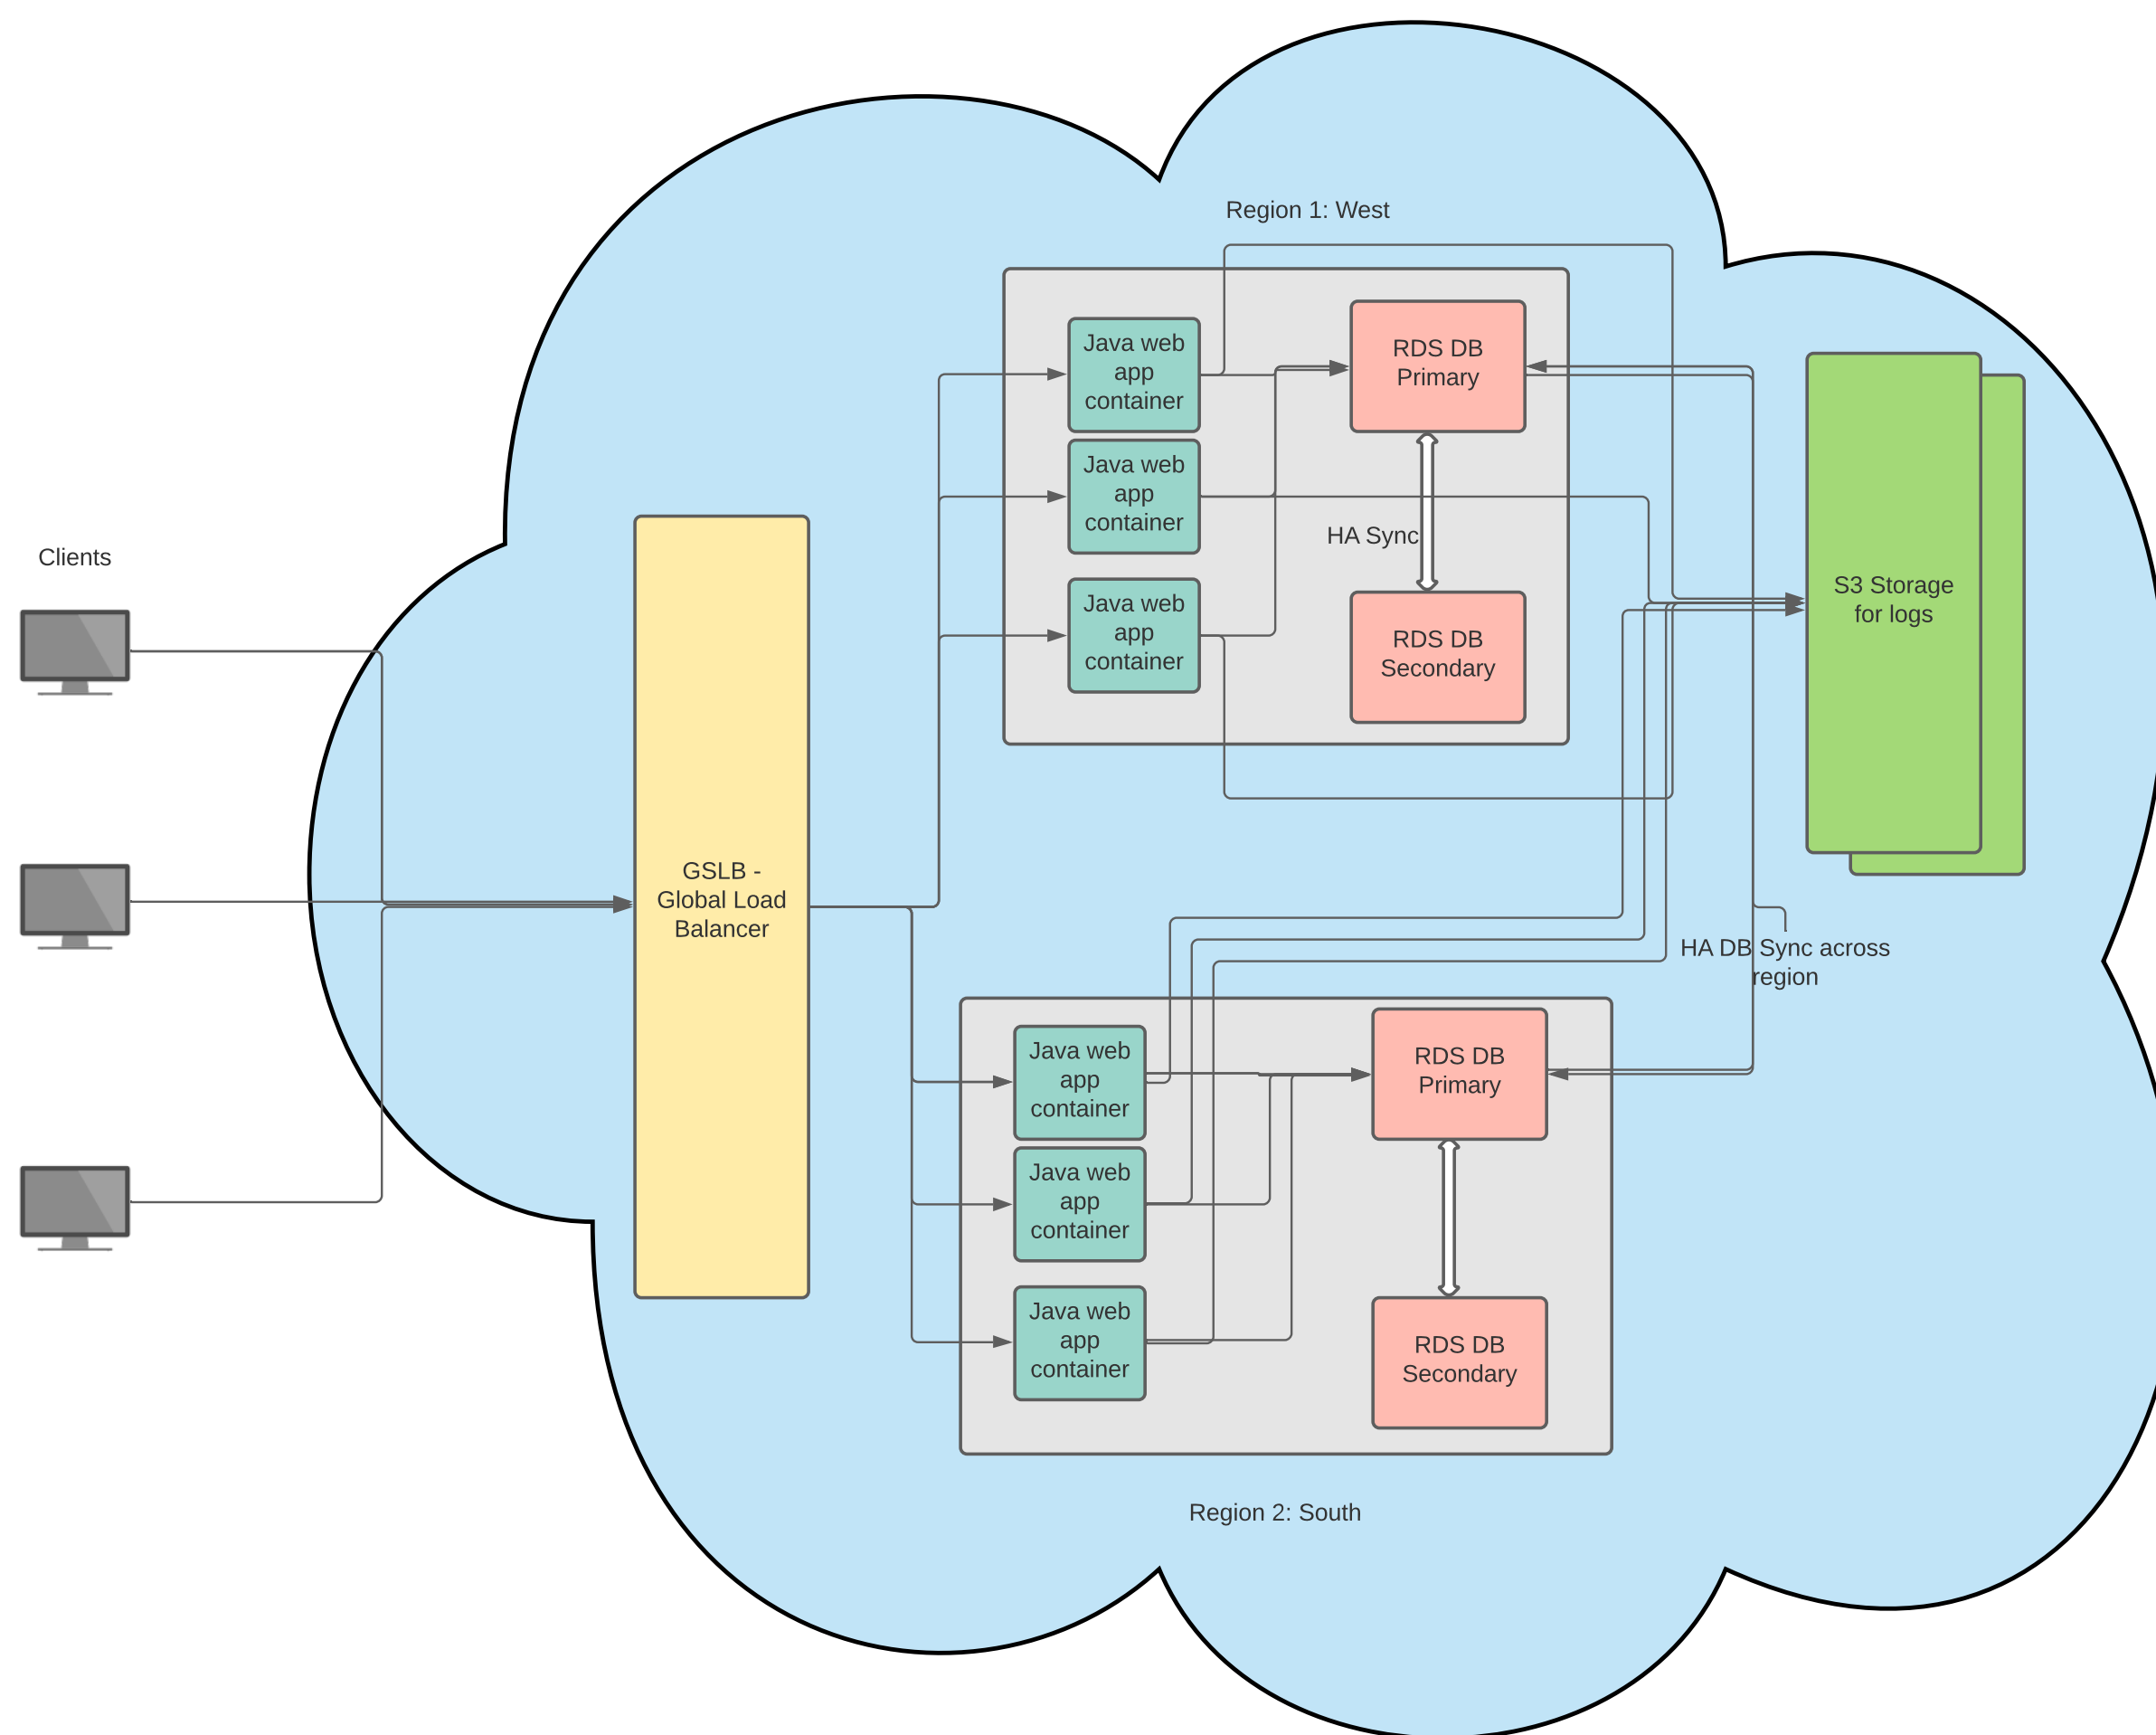 Region 1: West
Clients
GSLB -
Global Load
Balancer
Java web
app
container
Java web
app
container
Java web
app
container
RDS DB
Primary
HA Sync
RDS DB
Secondary
S3 Storage
for logs
HA DB Sync across
region
Java web
app
container
Java web
app
container
Java web
app
container
RDS DB
Primary
RDS DB
Secondary
Region 2: South